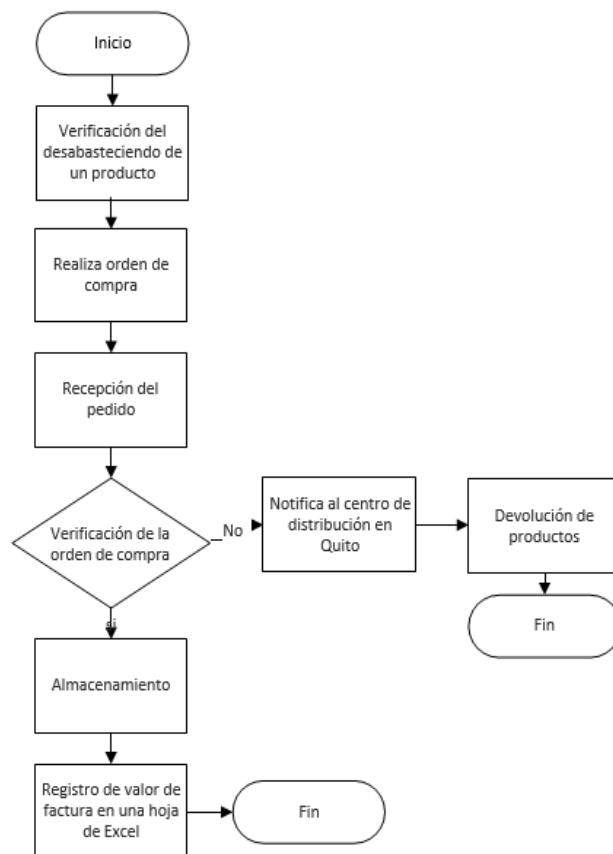 Inicio
Verificación del
desabasteciendo de
un producto
Realiza orden de
compra
Recepción del
pedido
Verificación de la
orden de compra
No
Notifica al centro de
distribución en
Quito
Devolución de
productos
Fin
si
Almacenamiento
Registro de valor de
factura en una hoja
de Excel
Fin